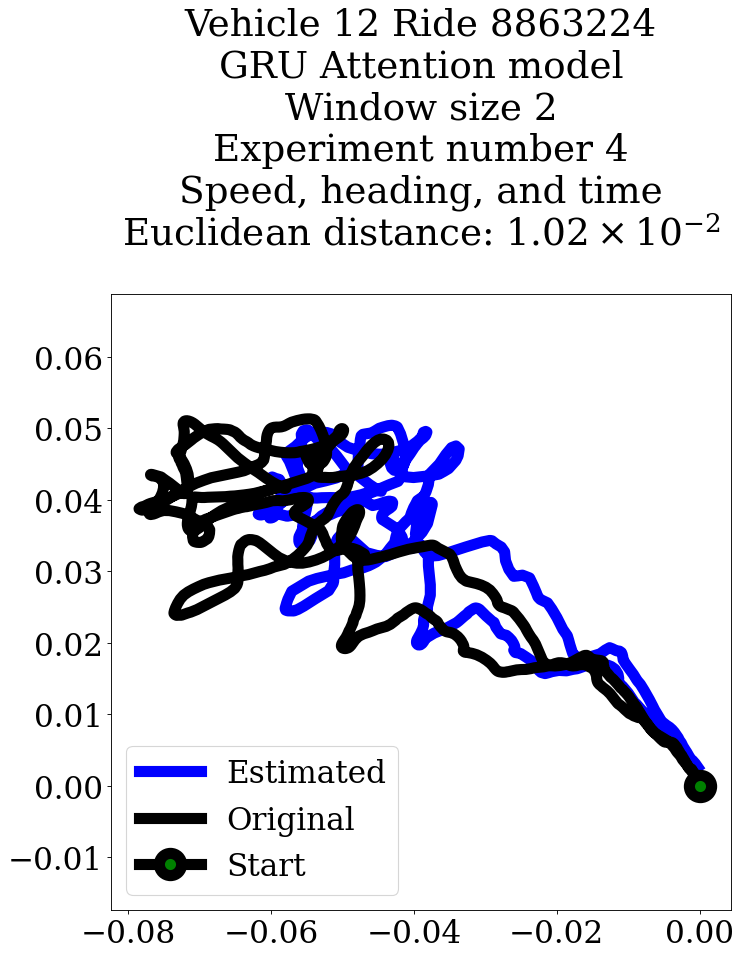 Vehicle 12 Ride 8863224
GRU Attention model
Window size 2
Experiment number 4
Speed, heading, and time
Euclidean distance: 1.02 × 10⁻²
0.06
0.05
0.04
0.03
0.02
0.01
0.00
−0.01
Estimated
Original
Start
−0.08 −0.06 −0.04 −0.02 0.00